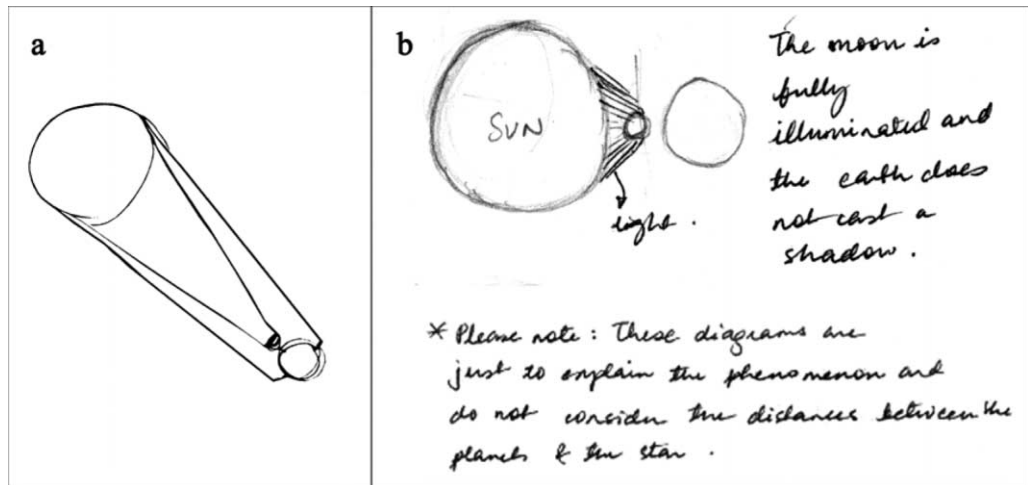 a
b
SUN
light.
The moon is
fully
illuminated and
the earth does
not cast a
shadow.
* Please note: These diagrams are
just to explain the phenomenon and
do not consider the distances between the
planets & the star.